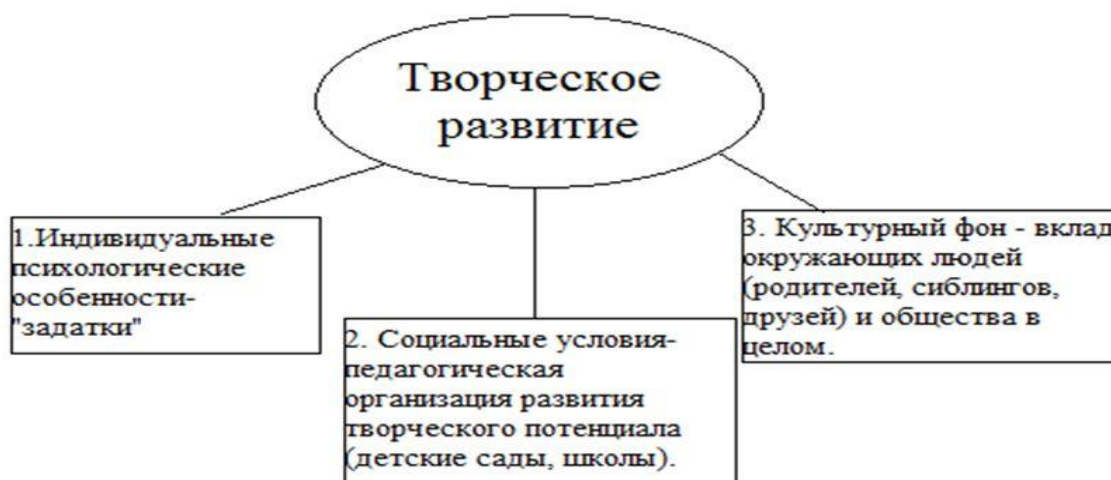 Творческое
развитие
1.Индивидуальные
психологические
особенности-
"задатки"
2. Социальные условия-
педагогическая
организация развития
творческого потенциала
(детские сады, школы).
3. Культурный фон - вклад
окружающих людей
(родителей, сиблингов,
друзей) и общества в
целом.